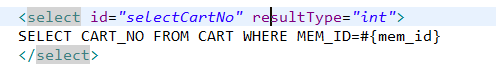 <select id="selectCartNo" resultType="int">
SELECT CART_NO FROM CART WHERE MEM_ID=#{mem_id}
</select>